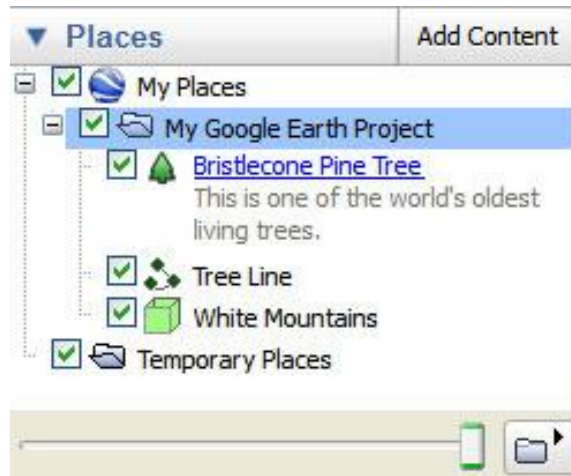 Places
Add Content
My Places
My Google Earth Project
Bristlecone Pine Tree
This is one of the world's oldest
living trees.
Tree Line
White Mountains
Temporary Places